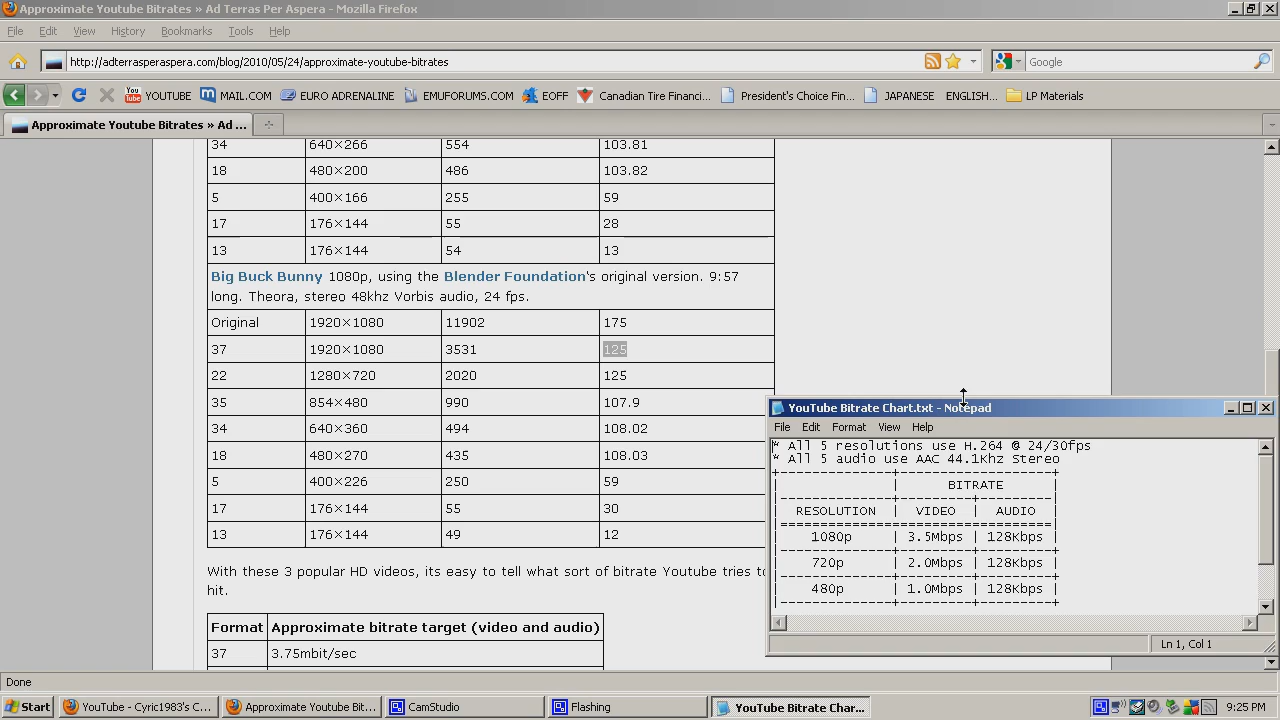 Approximate Youtube Bitrates » Ad Terras Per Aspera - Mozilla Firefox
File Edit View History Bookmarks Tools Help
http://adterrasperaspera.com/blog/2010/05/24/approximate-youtube-bitrates
Google
You Tube YOUTUBE MAIL.COM EURO ADRENALINE EMUFORUMS.COM EOFF Canadian Tire Financi... President's Choice Fin... JAPANESE ENGLISH... LP Materials
Approximate Youtube Bitrates » Ad ...
34 640×266 554 103.81
18 480×200 486 103.82
5 400×166 255 59
17 176×144 55 28
13 176×144 54 13
Big Buck Bunny 1080p, using the Blender Foundation's original version. 9:57
long. Theora, stereo 48khz Vorbis audio, 24 fps.
Original 1920×1080 11902 175
37 1920×1080 3531 125
22 1280×720 2020 125
35 854×480 990 107.9
34 640×360 494 108.02
18 480×270 435 108.03
5 400×226 250 59
17 176×144 55 30
13 176×144 49 12
With these 3 popular HD videos, its easy to tell what sort of bitrate Youtube tries to
hit.
Format Approximate bitrate target (video and audio)
37 3.75mbit/sec
YouTube Bitrate Chart.txt - Notepad
File Edit Format View Help
* All 5 resolutions use H.264 @ 24/30fps
* All 5 audio use AAC 44.1Khz Stereo
BITRATE
RESOLUTION VIDEO AUDIO
1080p 3.5Mbps 128Kbps
720p 2.0Mbps 128Kbps
480p 1.0Mbps 128Kbps
Ln 1, Col 1
Done
Start YouTube - Cyric1983's C... Approximate Youtube Bit... CamStudio Flashing YouTube Bitrate Char... 9:25 PM